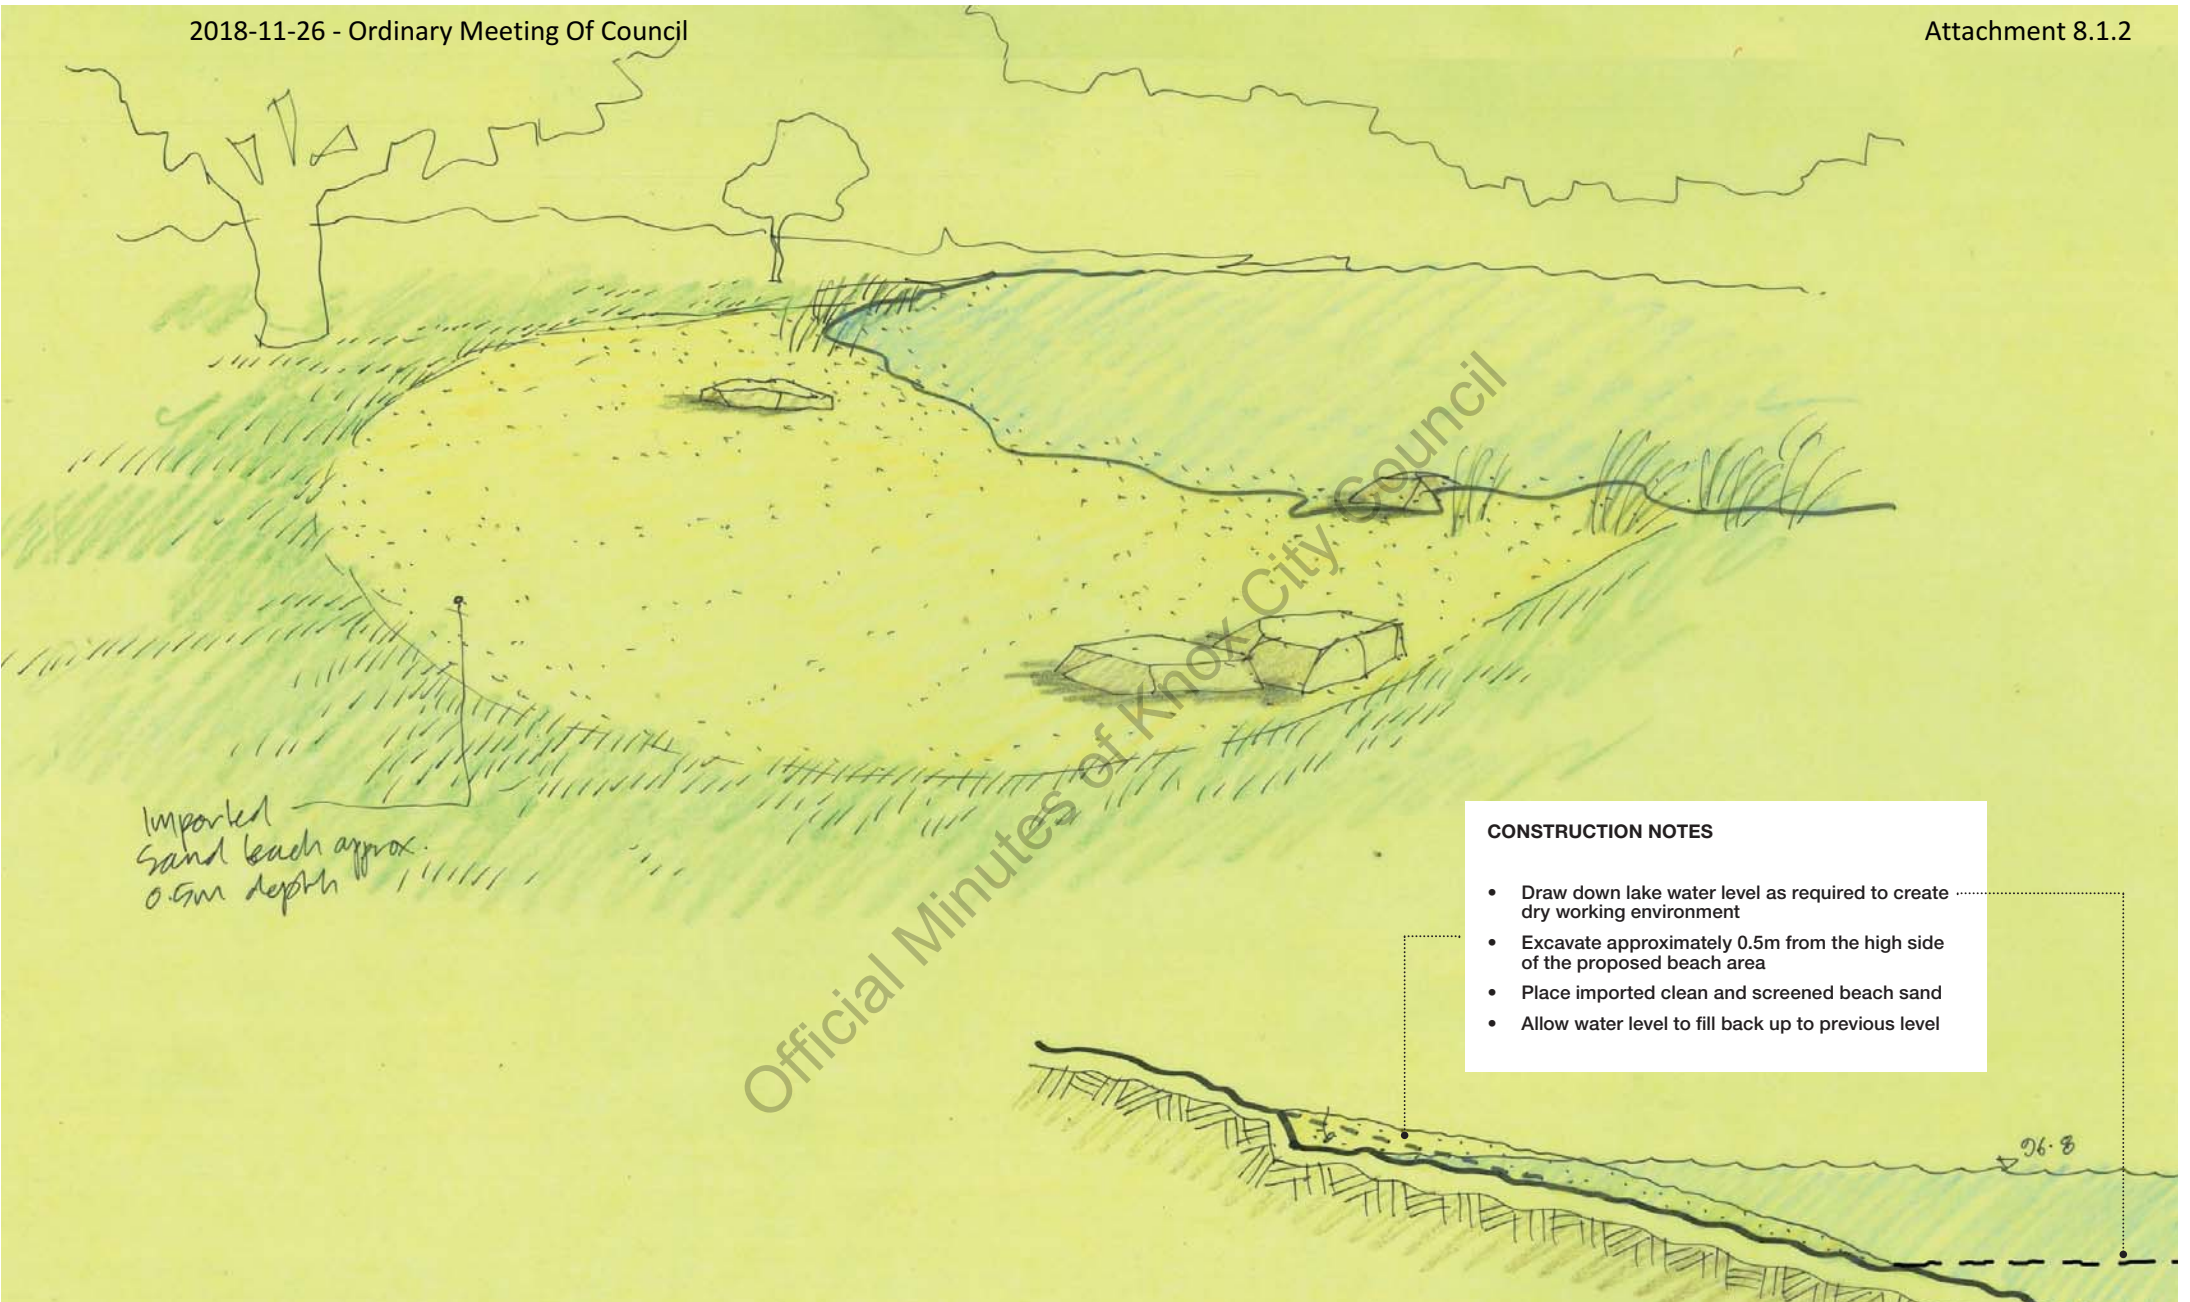 2018-11-26 - Ordinary Meeting Of Council
Attachment 8.1.2
Imported
Sand beach approx.
0.5m depth
CONSTRUCTION NOTES
• Draw down lake water level as required to create
dry working environment
• Excavate approximately 0.5m from the high side
of the proposed beach area
• Place imported clean and screened beach sand
• Allow water level to fill back up to previous level
96.8
Official Minutes of Knox City Council